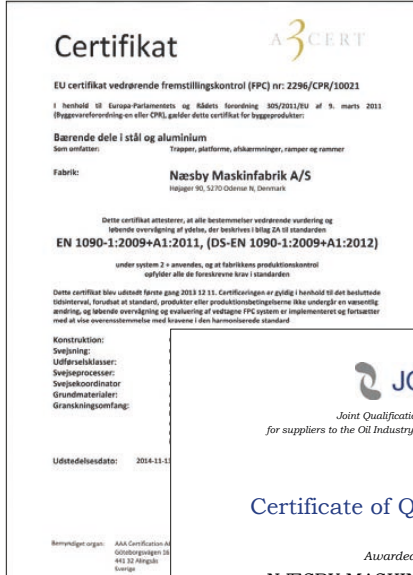 Certifikat
A3CERT
EU certifikat vedrørende fremstillingskontrol (FPC) nr: 2296/CPR/10021
I henhold til Europa-Parlamentets og Rådets forordning 305/2011/EU af 9. marts 2011
(Byggevareforordning-en eller CPR), gælder dette certifikat for byggeprodukter:
Bærende dele i stål og aluminium
Som omfatter: Trapper, platforme, afskærmninger, ramper og rammer
Fabrik: Næsby Maskinfabrik A/S
Højager 90, 5270 Odense N, Denmark
Dette certifikat attesterer, at alle bestemmelser vedrørende vurdering og
løbende overvågning af ydelse, der beskrives i bilag ZA til standarden
EN 1090-1:2009+A1:2011, (DS-EN 1090-1:2009+A1:2012)
under system 2 + anvendes, og at fabrikkens produktionskontrol
opfylder alle de foreskrevne krav i standarden
Dette certifikat blev udstedt første gang 2013 12 11. Certificeringen er gyldig i henhold til det besluttede
tidsinterval, forudsat at standard, produkter eller produktionsbetingelserne ikke undergår en væsentlig
ændring, og løbende overvågning og evaluering af vedtagne FPC system er implementeret og fortsætter
med at vise overensstemmelse med kravene i den harmoniserede standard
Konstruktion:
Svejsning:
Udførselsklasser:
Svejseprocesser:
Svejsekoordinator
Grundmaterialer:
Granskningsomfang:
Udstedelsesdato: 2014-11-1
Bemyndiget organ: AAA Certification A
Göteborgsvägen 16
441 32 Alingsås
Sverige
JO
Joint Qualificatio
for suppliers to the Oil Industry
Certificate of Q
Awarded
NÆSBY MASKIN